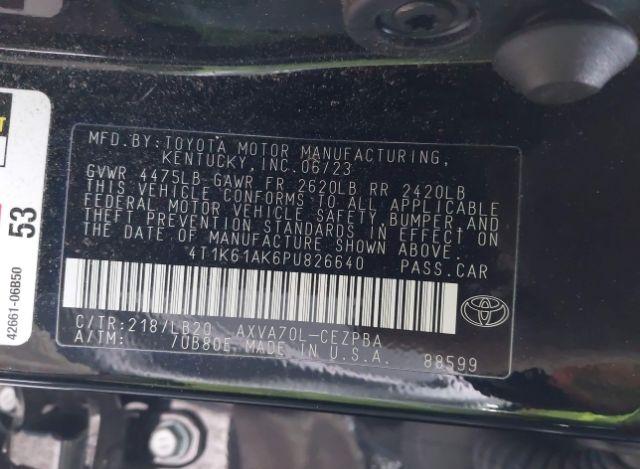 MFD.BY:TOYOTA MOTOR MANUFACTURING,
KENTUCKY, INC.06/23
GVWR 4475LB GAWR FR 2620LB RR 2420LB
THIS VEHICLE CONFORMS TO ALL APPLICABLE
FEDERAL MOTOR VEHICLE SAFETY, BUMPER AND
THEFT PREVENTION STANDARDS IN EFFECT ON
THE DATE OF MANUFACTURE SHOWN ABOVE.
4T1K61AK6PU826640 PASS.CAR
C/TR:218/LB20 AXVA70L-CEZPBA
A/TM: 7UB80E MADE IN U.S.A. 88599
53
42661-06B50